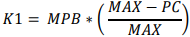 K1 = MPB * (MAX − PC / MAX)